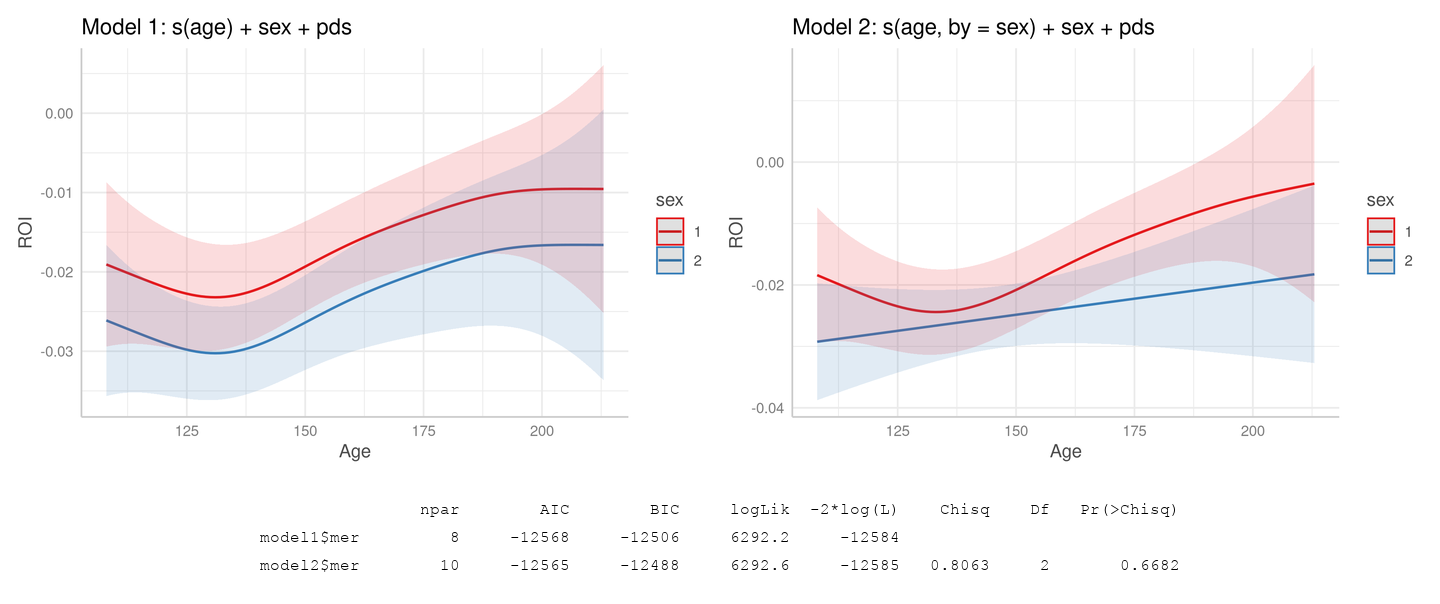 Model 1: s(age) + sex + pds
0.00
-0.01
-0.02
-0.03
ROI
125 150 175 200
Age
sex
1
2
Model 2: s(age, by = sex) + sex + pds
0.00
-0.02
-0.04
ROI
125 150 175 200
Age
sex
1
2
npar AIC BIC logLik -2*log(L) Chisq Df Pr(>Chisq)
model1$mer 8 -12568 -12506 6292.2 -12584
model2$mer 10 -12565 -12488 6292.6 -12585 0.8063 2 0.6682